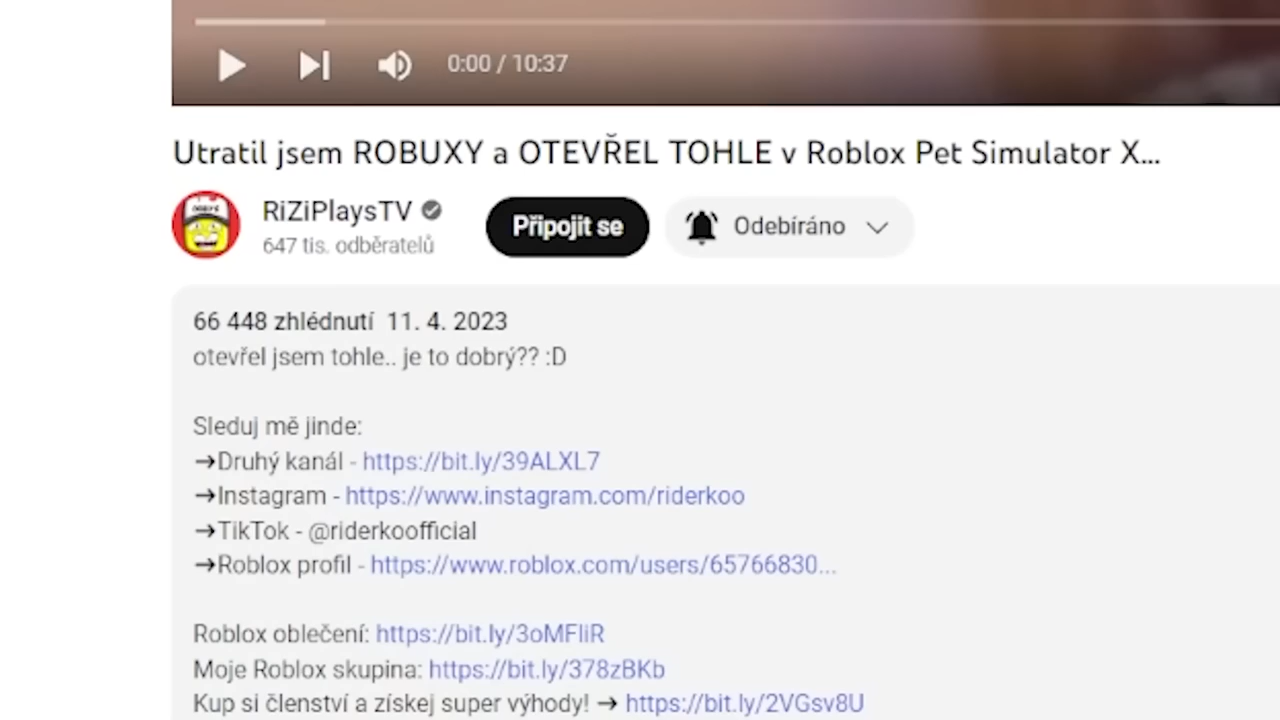 0:00 / 10:37
Utratil jsem ROBUXY a OTEVŘEL TOHLE v Roblox Pet Simulator X...
RiZiPlaysTV
647 tis. odběratelů
Připojit se
Odebíráno
66 448 zhlédnutí 11. 4. 2023
otevřel jsem tohle.. je to dobrý?? :D
Sleduj mě jinde:
→Druhý kanál - https://bit.ly/39ALXL7
→Instagram - https://www.instagram.com/riderkoo
→TikTok - @riderkoofficial
→Roblox profil - https://www.roblox.com/users/65766830...
Roblox oblečení: https://bit.ly/3oMFIiR
Moje Roblox skupina: https://bit.ly/378zBKb
Kup si členství a získej super výhody! → https://bit.ly/2VGsv8U